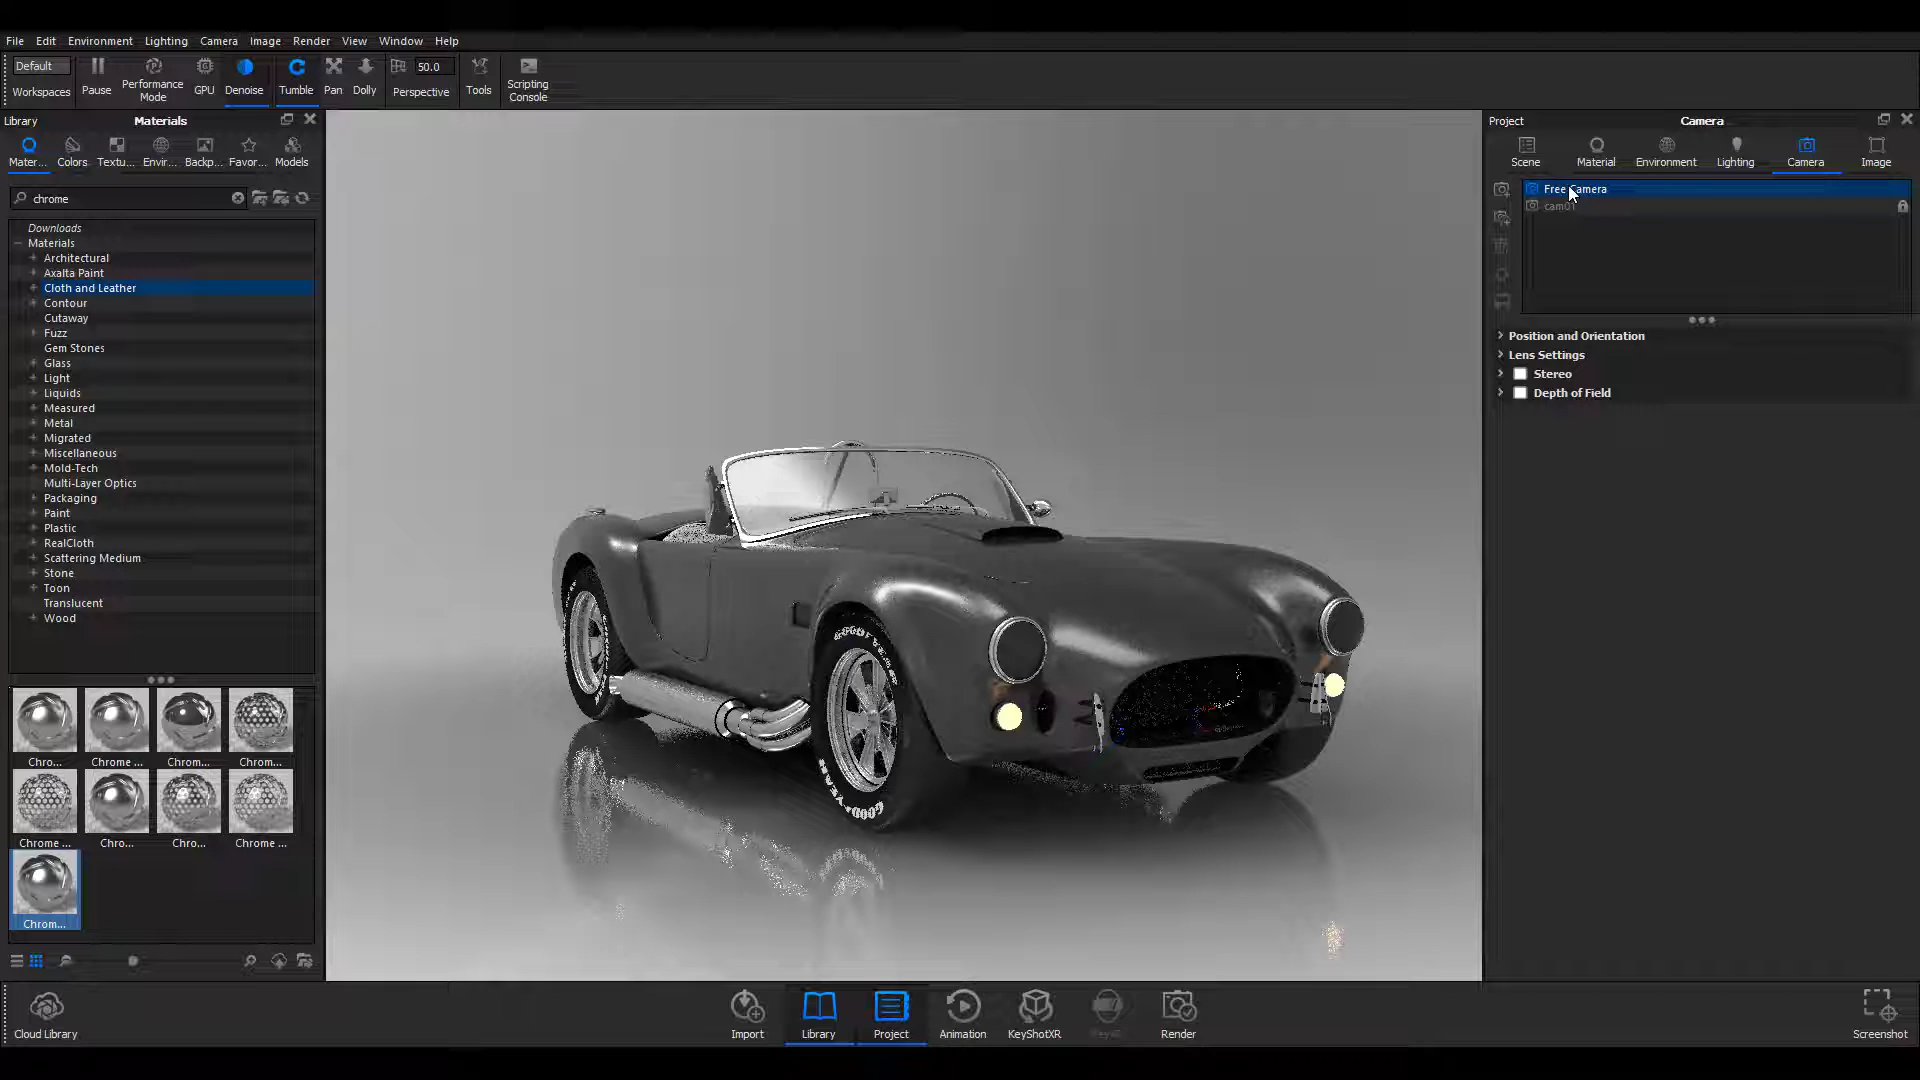 File Edit Environment Lighting Camera Image Render View Window Help
Default 50.0
Workspaces Pause Performance Mode GPU Denoise Tumble Pan Dolly Perspective Tools Scripting Console
Library Materials
Mater... Colors Textu... Envir... Backp... Favor... Models
chrome
Downloads
Materials
Architectural
Axalta Paint
Cloth and Leather
Contour
Cutaway
Fuzz
Gem Stones
Glass
Light
Liquids
Measured
Metal
Migrated
Miscellaneous
Mold-Tech
Multi-Layer Optics
Packaging
Paint
Plastic
RealCloth
Scattering Medium
Stone
Toon
Translucent
Wood
Chro... Chrome ... Chrom... Chrom...
Chrome ... Chro... Chro... Chrome ...
Chrom...
GOODYEAR
GOODYEAR
Project Camera
Scene Material Environment Lighting Camera Image
Free Camera
cam01
Position and Orientation
Lens Settings
Stereo
Depth of Field
Cloud Library Import Library Project Animation KeyShotXR Render Screenshot